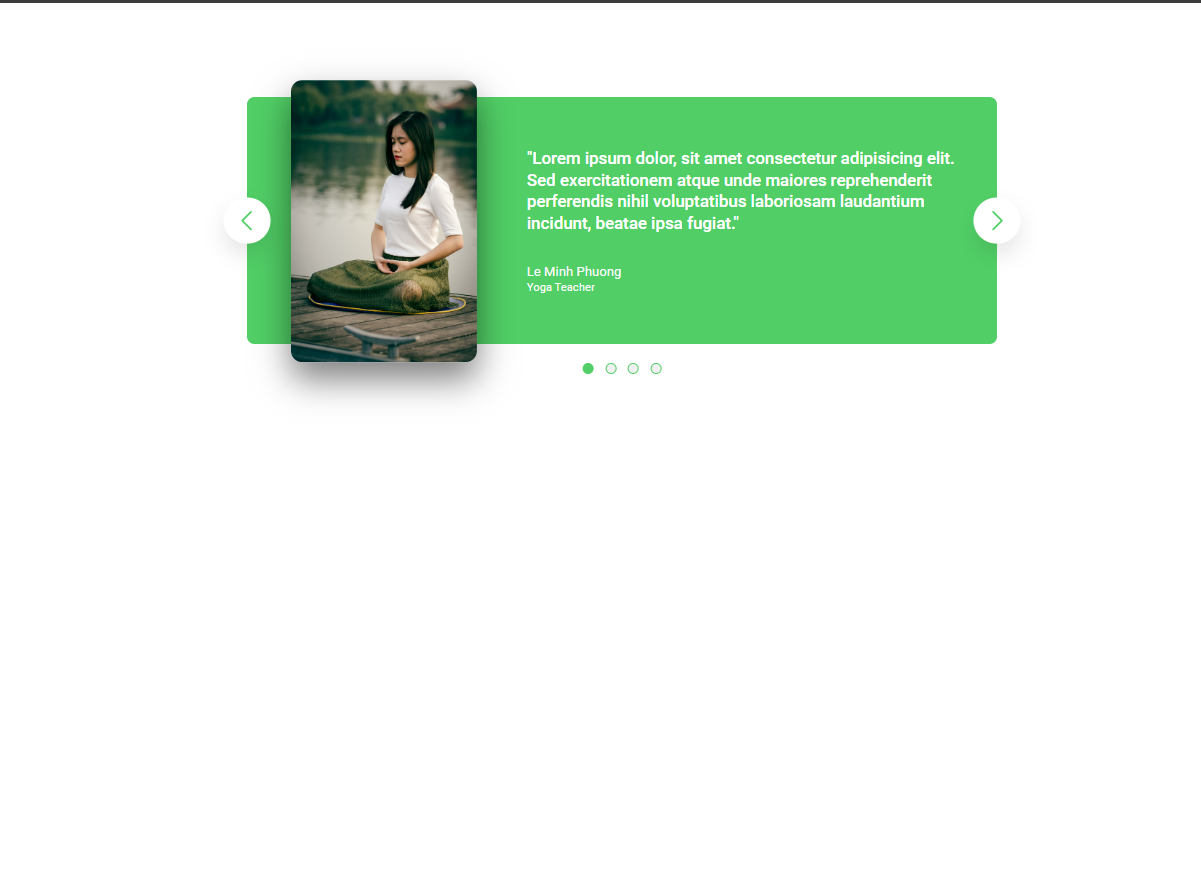 "Lorem ipsum dolor, sit amet consectetur adipisicing elit.
Sed exercitationem atque unde maiores reprehenderit
perferendis nihil voluptatibus laboriosam laudantium
incidunt, beatae ipsa fugiat."
Le Minh Phuong
Yoga Teacher